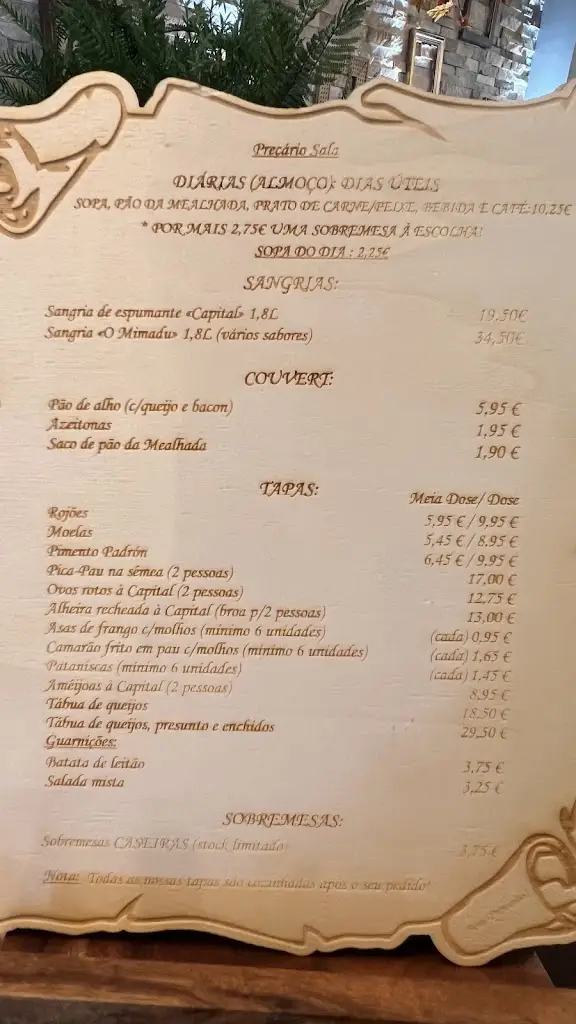 Preçário Sala
DIÁRIAS (ALMOÇO): DIAS ÚTEIS
SOPA, PÃO DA MEALHADA, PRATO DE CARNE/PEIXE, BEBIDA E CAFÉ:10,25€
* POR MAIS 2,75€ UMA SOBREMESA À ESCOLHA!
SOPA DO DIA : 2,25€
SANGRIAS:
Sangria de espumante «Capital» 1,8L 19,50€
Sangria «O Mimadu» 1,8L (vários sabores) 34,50€
COUVERT:
Pão de alho (c/queijo e bacon) 5,95 €
Azeitonas 1,95 €
Saco de pão da Mealhada 1,90 €
TAPAS:
Meia Dose/ Dose
Rojões 5,95 € / 9,95 €
Moelas 5,45 € / 8,95 €
Pimento Padrón 6,45 € / 9,95 €
Pica-Pau na sêmea (2 pessoas) 17,00 €
Ovos rotos à Capital (2 pessoas) 12,75 €
Alheira recheada à Capital (broa p/2 pessoas) 13,00 €
Asas de frango c/molhos (mínimo 6 unidades) (cada) 0,95 €
Camarão frito em pau c/molhos (mínimo 6 unidades) (cada) 1,65 €
Pataniscas (mínimo 6 unidades) (cada) 1,45 €
Amêijoas à Capital (2 pessoas) 8,95 €
Tábua de queijos 18,50 €
Tábua de queijos, presunto e enchidos 29,50 €
Guarnições:
Batata de leitão 3,75 €
Salada mista 3,25 €
SOBREMESAS:
Sobremesas CASEIRAS (stock limitado) 3,75 €
Nota: Todas as nossas tapas são cozinhadas após o seu pedido!